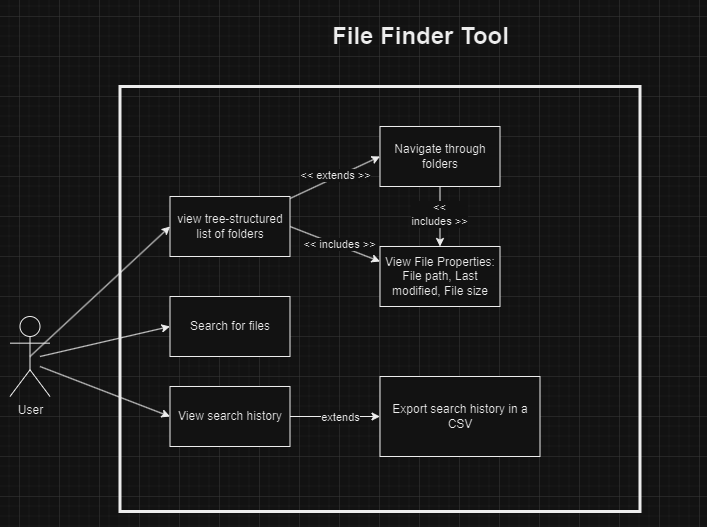 File Finder Tool
Navigate through
folders
<< extends >>
view tree-structured
list of folders
<<
includes >>
<< includes >>
View File Properties:
File path, Last
modified, File size
Search for files
User
View search history
extends
Export search history in a
CSV